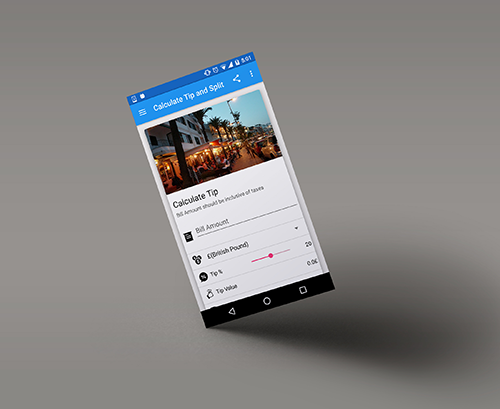 8:01
Calculate Tip and Split
Calculate Tip
Bill Amount should be inclusive of taxes
Bill Amount
£(British Pound)
Tip %
20
Tip Value
0.0£